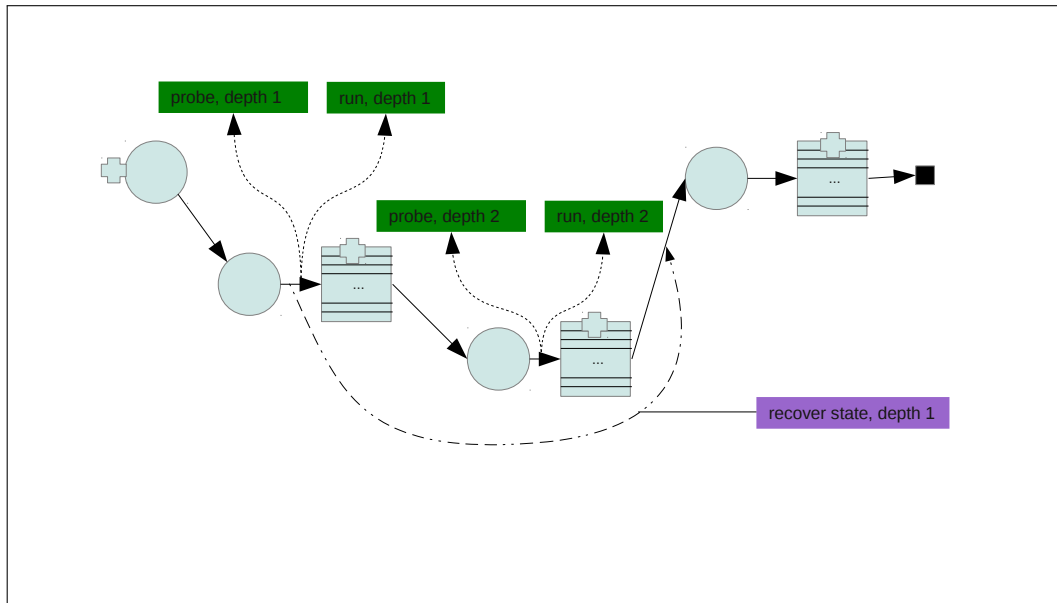 probe, depth 1
run, depth 1
...
probe, depth 2
run, depth 2
...
...
recover state, depth 1